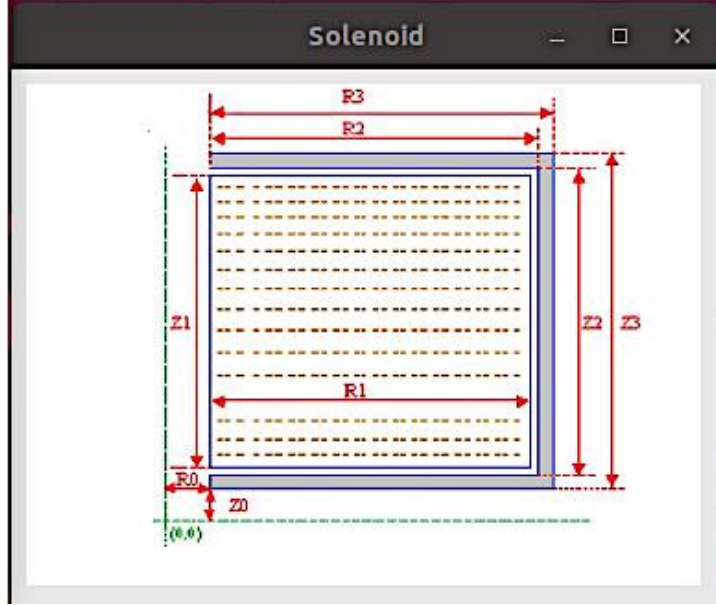 Solenoid
R3
R2
Z1
Z2
Z3
R1
R0
Z0
(0,0)